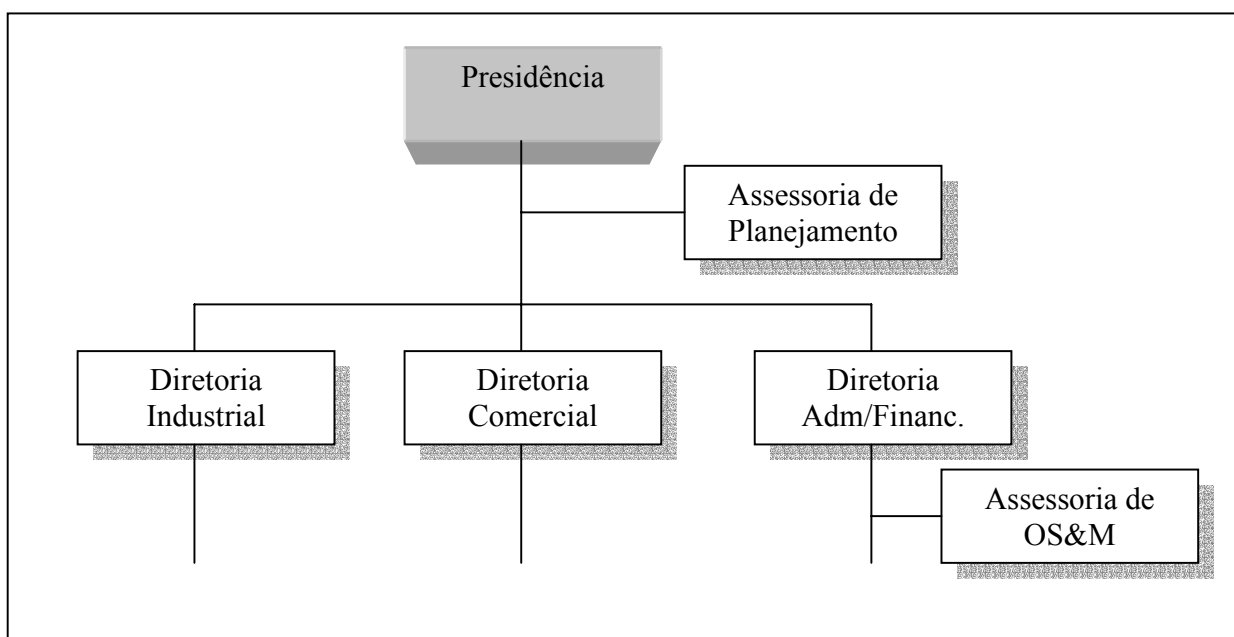 Presidência
Assessoria de
Planejamento
Diretoria
Industrial
Diretoria
Comercial
Diretoria
Adm/Financ.
Assessoria de
OS&M